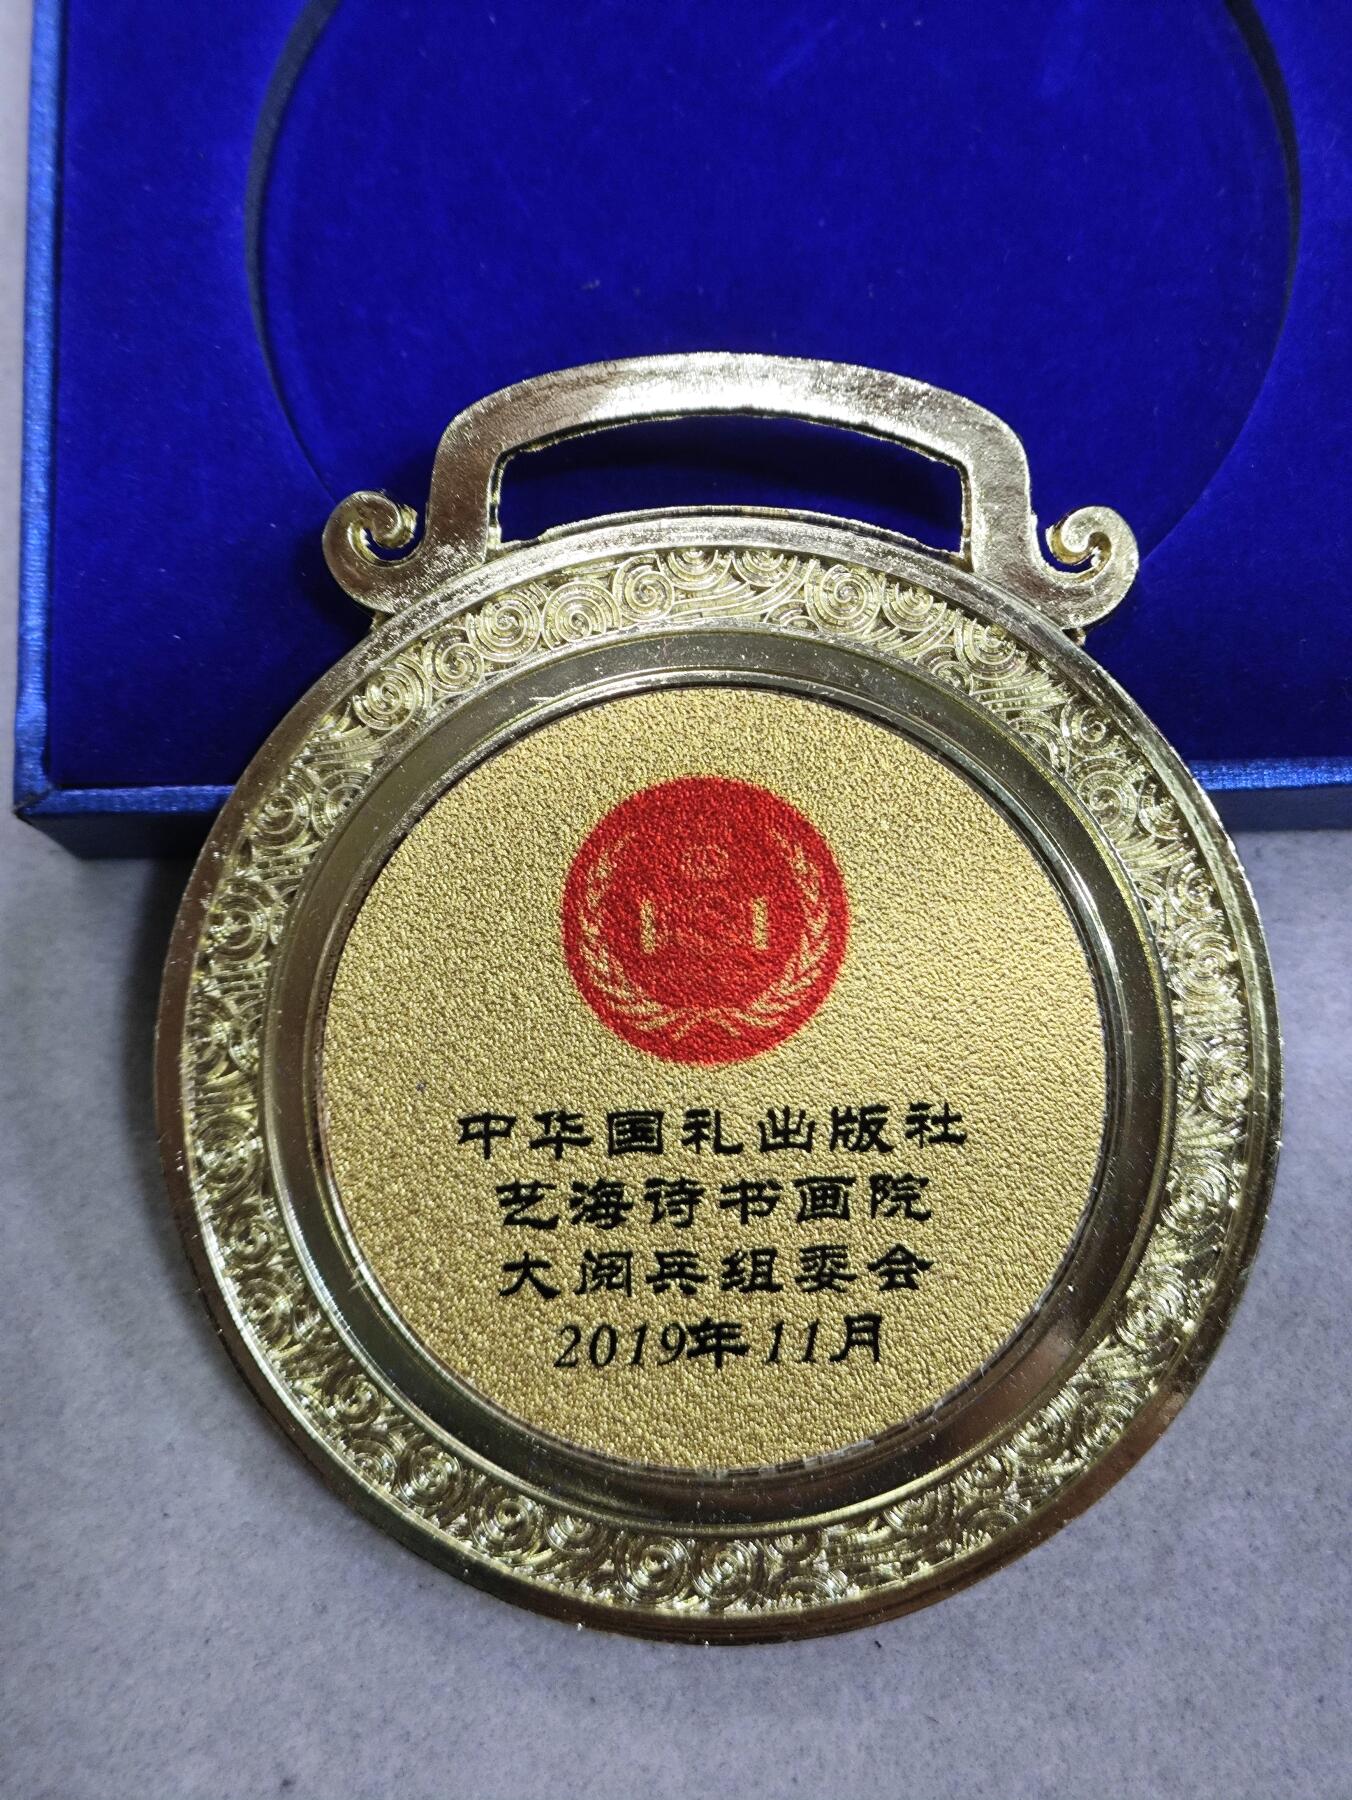 中华国礼出版社
艺海诗书画院
大阅兵组委会
2019年11月